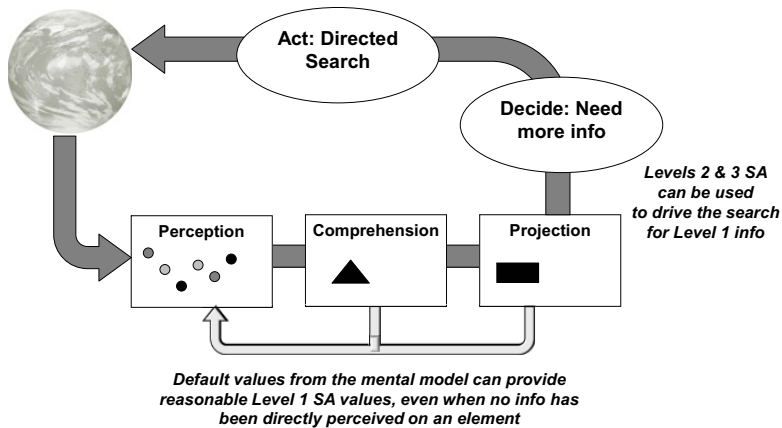 Act: Directed
Search
Decide: Need
more info
Levels 2 & 3 SA
can be used
to drive the search
for Level 1 info
Perception
Comprehension
Projection
Default values from the mental model can provide
reasonable Level 1 SA values, even when no info has
been directly perceived on an element